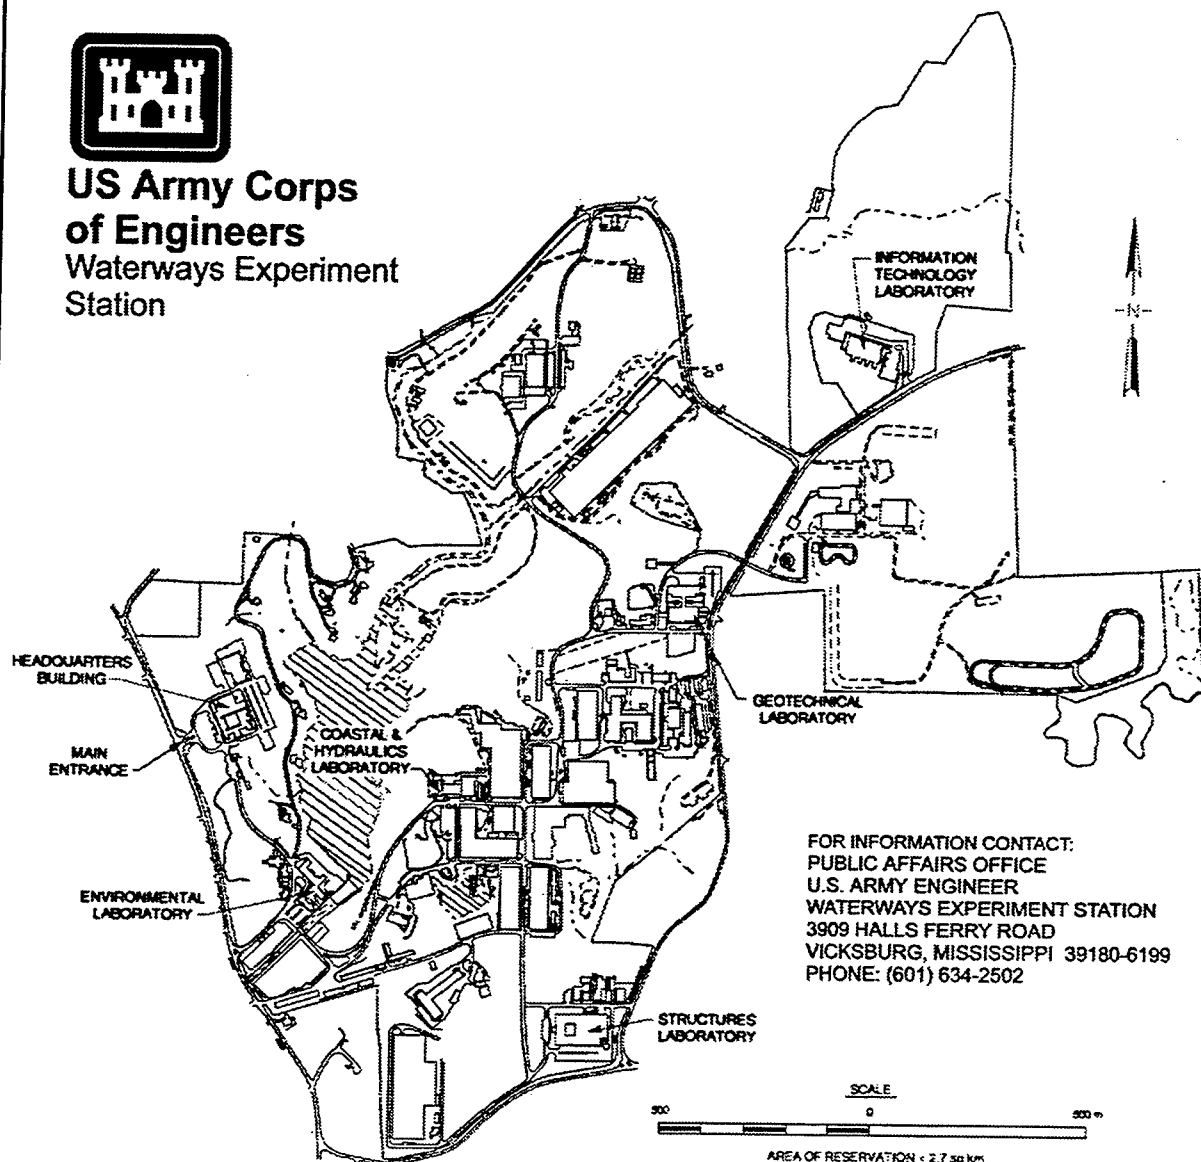 US Army Corps
of Engineers
Waterways Experiment
Station
INFORMATION
TECHNOLOGY
LABORATORY
N
HEADQUARTERS
BUILDING
MAIN
ENTRANCE
COASTAL &
HYDRAULICS
LABORATORY
GEOTECHNICAL
LABORATORY
ENVIRONMENTAL
LABORATORY
STRUCTURES
LABORATORY
FOR INFORMATION CONTACT:
PUBLIC AFFAIRS OFFICE
U.S. ARMY ENGINEER
WATERWAYS EXPERIMENT STATION
3909 HALLS FERRY ROAD
VICKSBURG, MISSISSIPPI 39180-6199
PHONE: (601) 634-2502
SCALE
500 0 500 m
AREA OF RESERVATION = 2.7 sq km